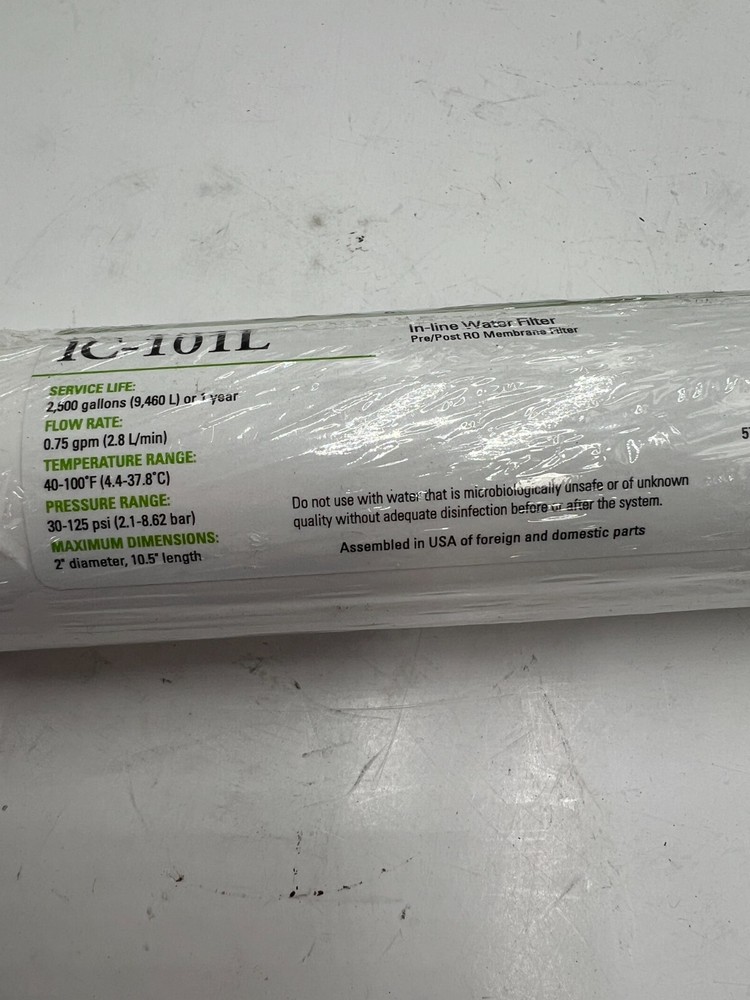 IC-101L
In-line Water Filter
Pre/Post RO Membrane Filter
SERVICE LIFE:
2,500 gallons (9,460 L) or 1 year
FLOW RATE:
0.75 gpm (2.8 L/min)
TEMPERATURE RANGE:
40-100°F (4.4-37.8°C)
PRESSURE RANGE:
30-125 psi (2.1-8.62 bar)
MAXIMUM DIMENSIONS:
2" diameter, 10.5" length
Do not use with water that is microbiologically unsafe or of unknown
quality without adequate disinfection before or after the system.
Assembled in USA of foreign and domestic parts